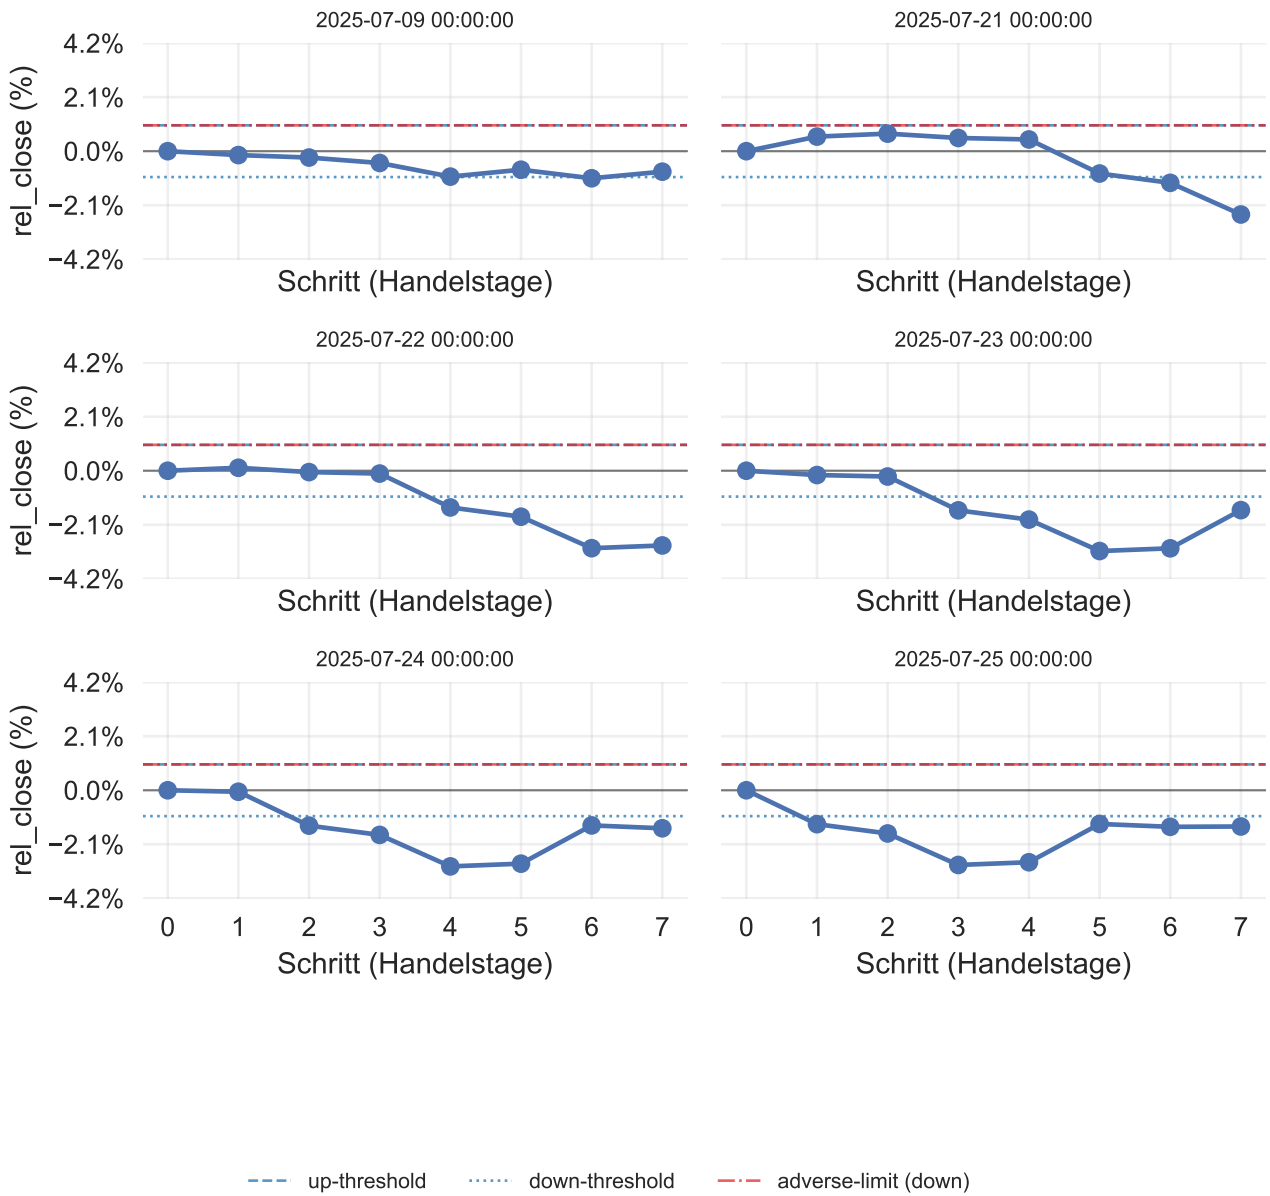 2025-07-09 00:00:00
2025-07-21 00:00:00
4.2%
2.1%
0.0%
−2.1%
−4.2%
rel_close (%)
Schritt (Handelstage)
Schritt (Handelstage)
2025-07-22 00:00:00
2025-07-23 00:00:00
4.2%
2.1%
0.0%
−2.1%
−4.2%
rel_close (%)
Schritt (Handelstage)
Schritt (Handelstage)
2025-07-24 00:00:00
2025-07-25 00:00:00
4.2%
2.1%
0.0%
−2.1%
−4.2%
rel_close (%)
0 1 2 3 4 5 6 7
0 1 2 3 4 5 6 7
Schritt (Handelstage)
Schritt (Handelstage)
up-threshold
down-threshold
adverse-limit (down)